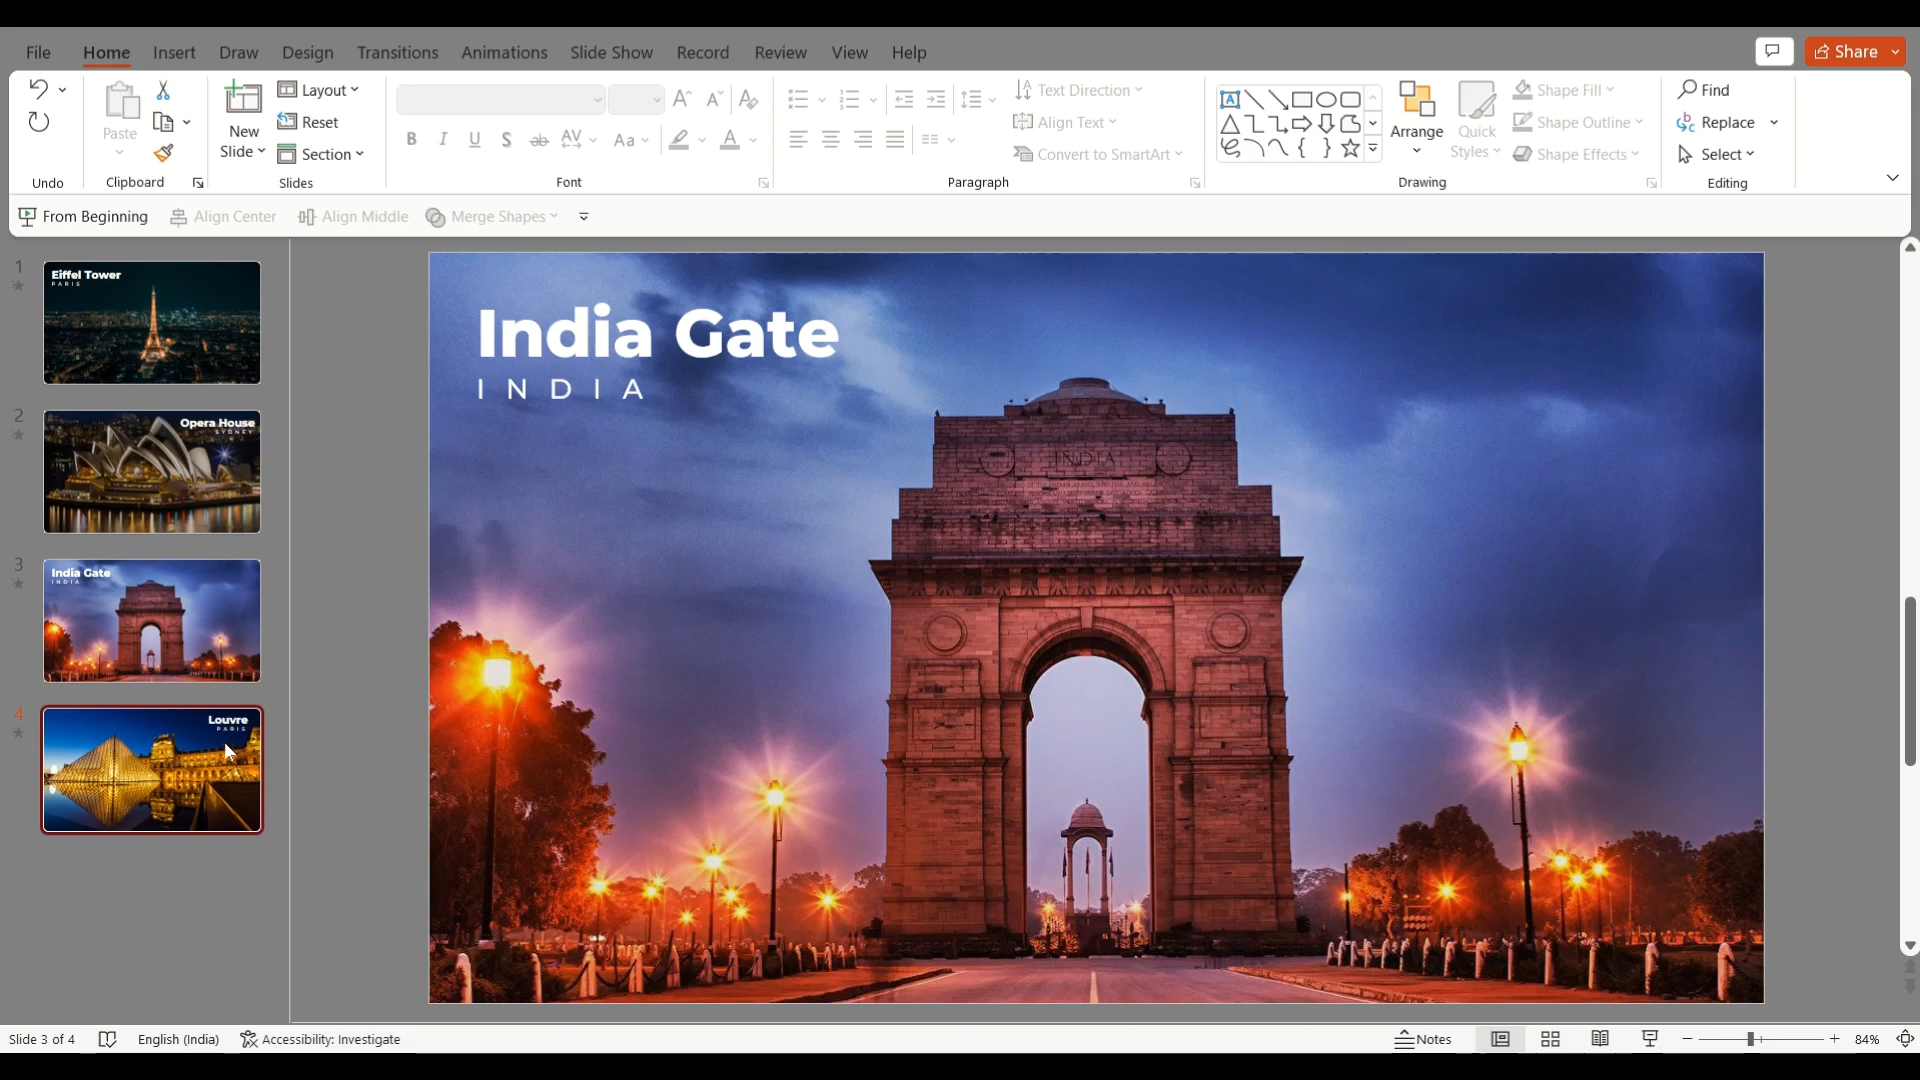 File Home Insert Draw Design Transitions Animations Slide Show Record Review View Help Share
Layout Text Direction Shape Fill Find
Paste New Slide Reset Align Text Arrange Quick Styles Shape Outline Replace
Section Convert to SmartArt Shape Effects Select
Undo Clipboard Slides Font Paragraph Drawing Editing
From Beginning Align Center Align Middle Merge Shapes
1
Eiffel Tower
PARIS
2
Opera House
SYDNEY
3
India Gate
INDIA
4
Louvre
PARIS
India Gate
INDIA
INDIA
Slide 3 of 4 English (India) Accessibility: Investigate Notes 84%